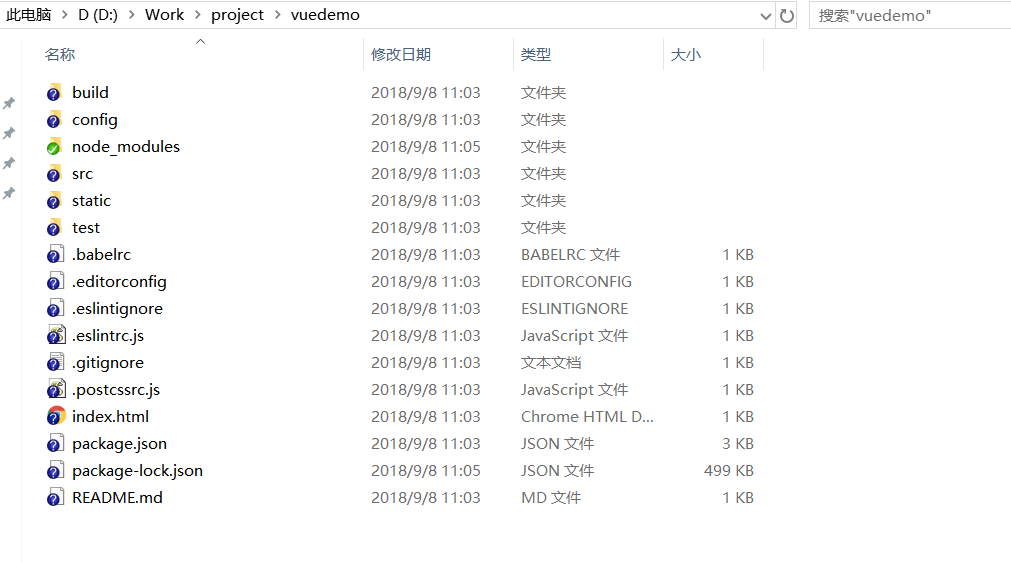 此电脑 > D (D:) > Work > project > vuedemo 搜索"vuedemo"
名称 修改日期 类型 大小
build 2018/9/8 11:03 文件夹
config 2018/9/8 11:03 文件夹
node_modules 2018/9/8 11:05 文件夹
src 2018/9/8 11:03 文件夹
static 2018/9/8 11:03 文件夹
test 2018/9/8 11:03 文件夹
.babelrc 2018/9/8 11:03 BABELRC 文件 1 KB
.editorconfig 2018/9/8 11:03 EDITORCONFIG 1 KB
.eslintignore 2018/9/8 11:03 ESLINTIGNORE 1 KB
.eslintrc.js 2018/9/8 11:03 JavaScript 文件 1 KB
.gitignore 2018/9/8 11:03 文本文档 1 KB
.postcssrc.js 2018/9/8 11:03 JavaScript 文件 1 KB
index.html 2018/9/8 11:03 Chrome HTML D... 1 KB
package.json 2018/9/8 11:03 JSON 文件 3 KB
package-lock.json 2018/9/8 11:05 JSON 文件 499 KB
README.md 2018/9/8 11:03 MD 文件 1 KB